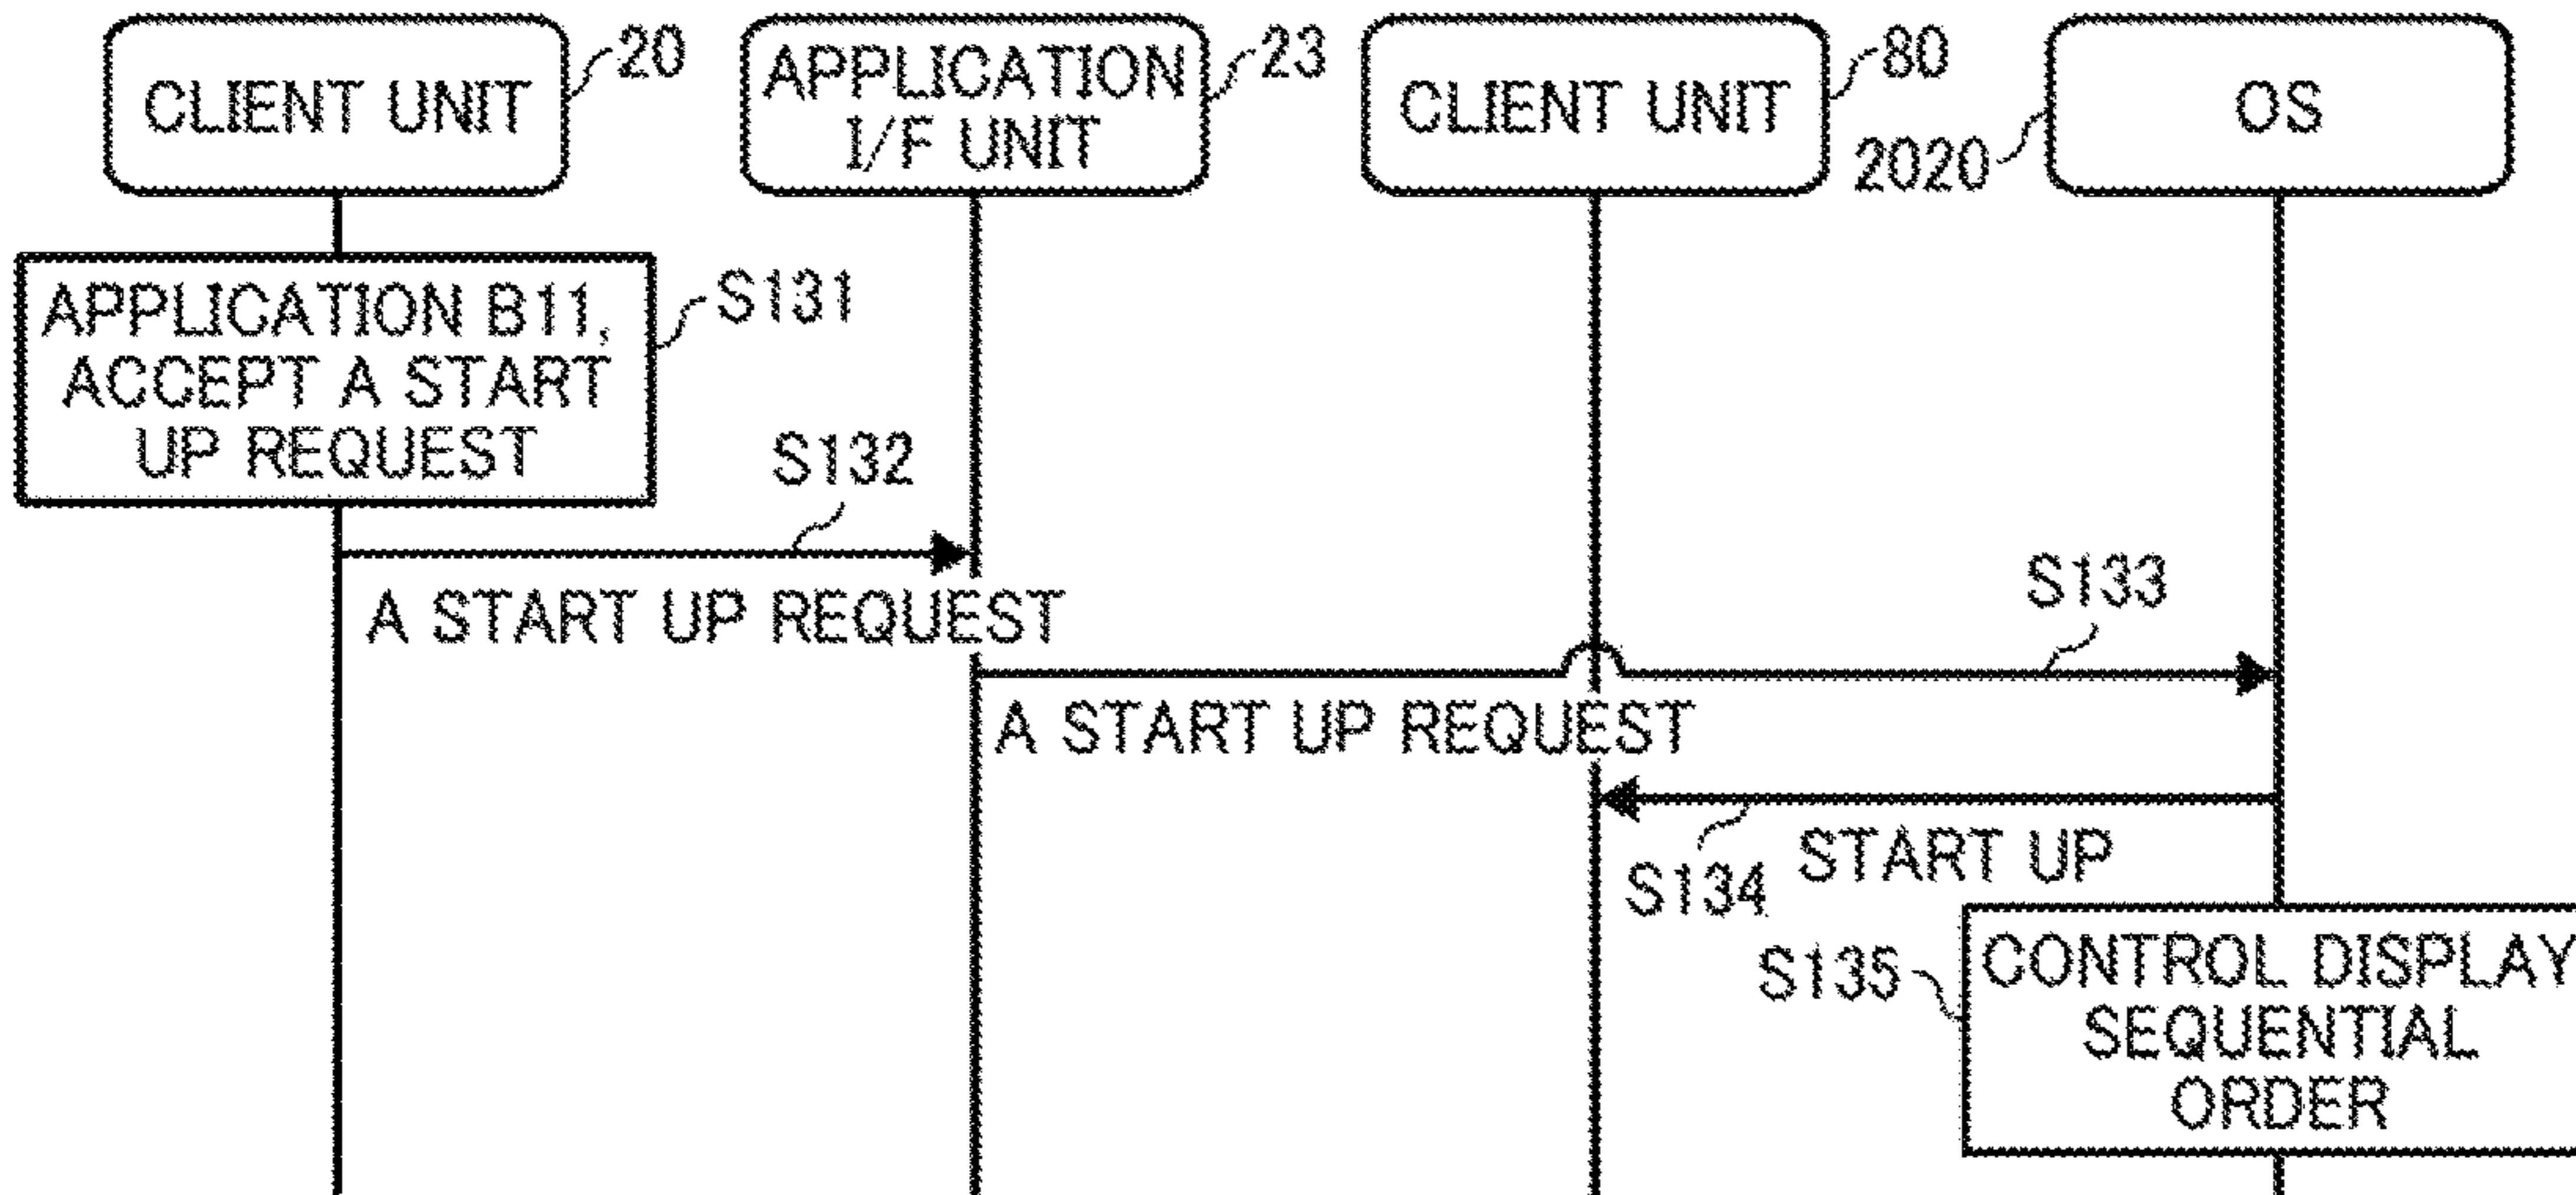 CLIENT UNIT
20
APPLICATION
I/F UNIT
23
CLIENT UNIT
80
2020
OS
APPLICATION B11,
ACCEPT A START
UP REQUEST
S131
S132
A START UP REQUEST
S133
A START UP REQUEST
S134
START UP
S135
CONTROL DISPLAY
SEQUENTIAL
ORDER